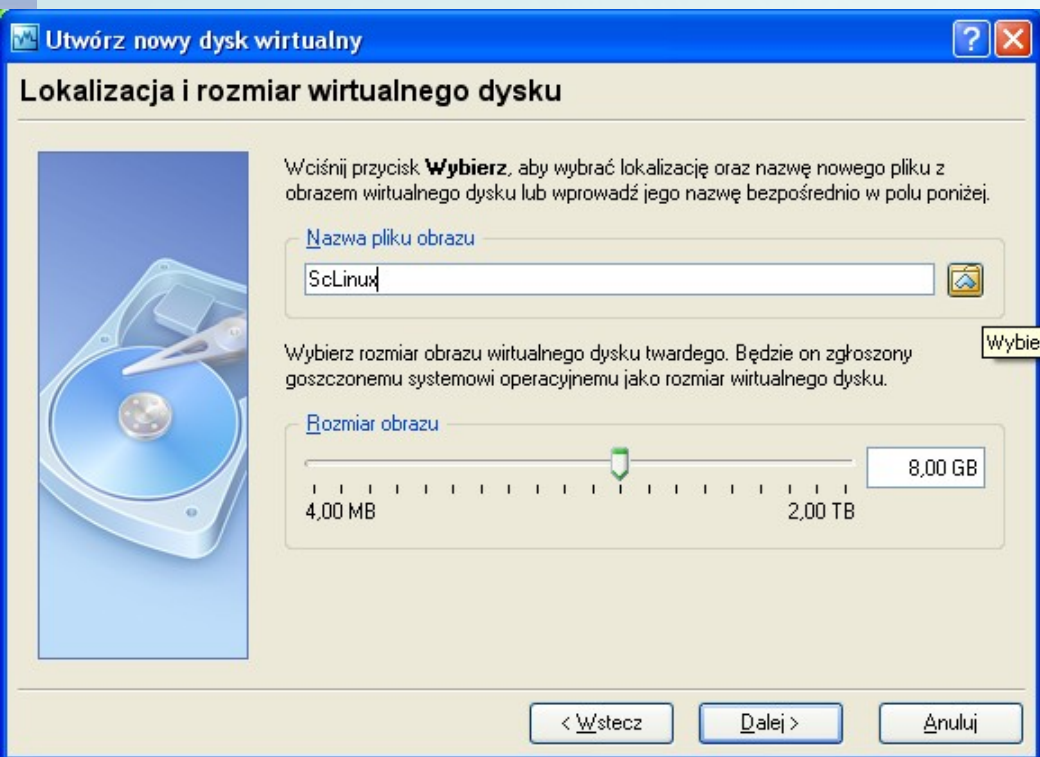 Utwórz nowy dysk wirtualny
Lokalizacja i rozmiar wirtualnego dysku
Wciśnij przycisk Wybierz, aby wybrać lokalizację oraz nazwę nowego pliku z
obrazem wirtualnego dysku lub wprowadź jego nazwę bezpośrednio w polu poniżej.
Nazwa pliku obrazu
ScLinux
Wybie
Wybierz rozmiar obrazu wirtualnego dysku twardego. Będzie on zgłoszony
goszczonemu systemowi operacyjnemu jako rozmiar wirtualnego dysku.
Rozmiar obrazu
8,00 GB
4,00 MB 2,00 TB
< Wstecz Dalej > Anuluj